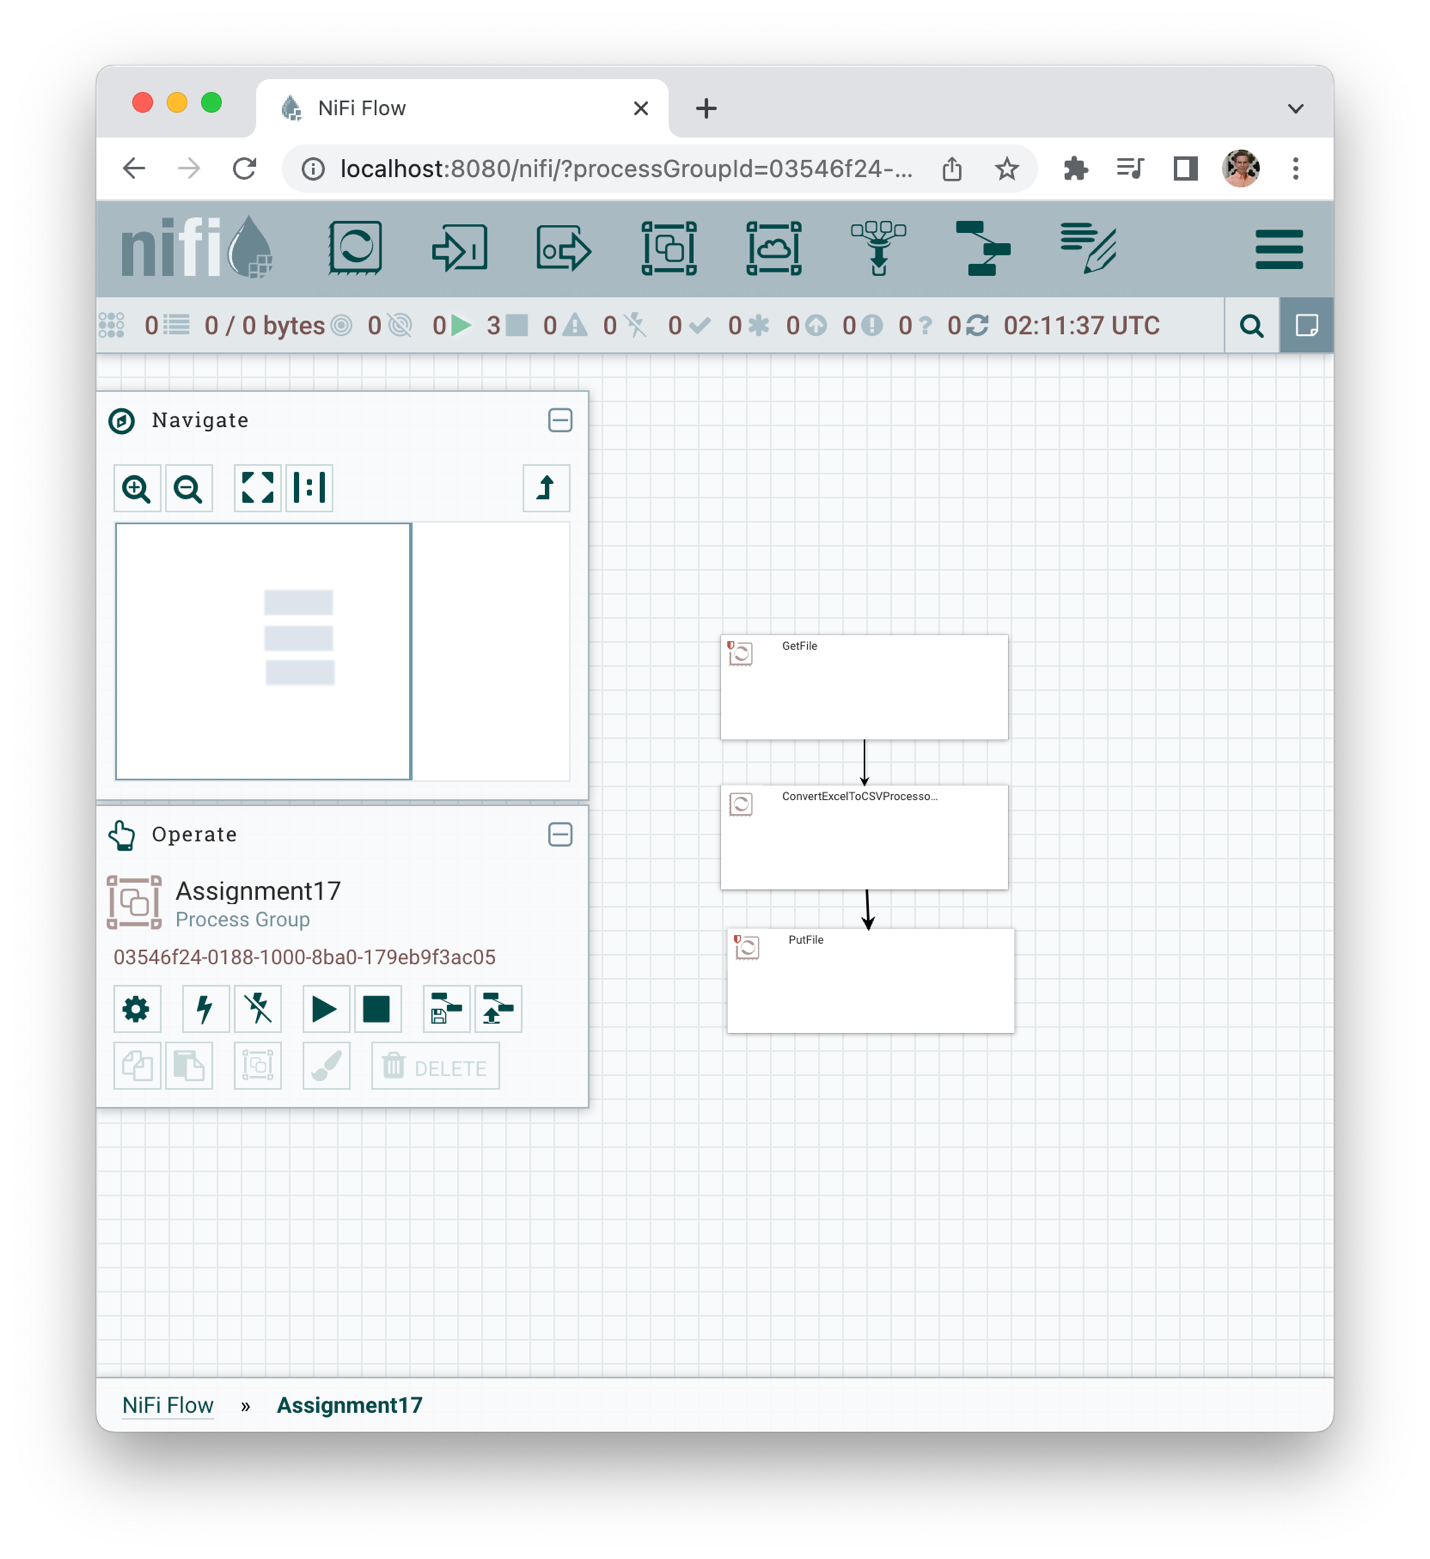 NiFi Flow
localhost:8080/nifi/?processGroupId=03546f24-...
nifi
0 0 / 0 bytes 0 0 3 0 0 0 0 0 0 0 0 02:11:37 UTC
Navigate
GetFile
ConvertExcelToCSVProcesso...
Operate
Assignment17
Process Group
PutFile
03546f24-0188-1000-8ba0-179eb9f3ac05
DELETE
NiFi Flow » Assignment17